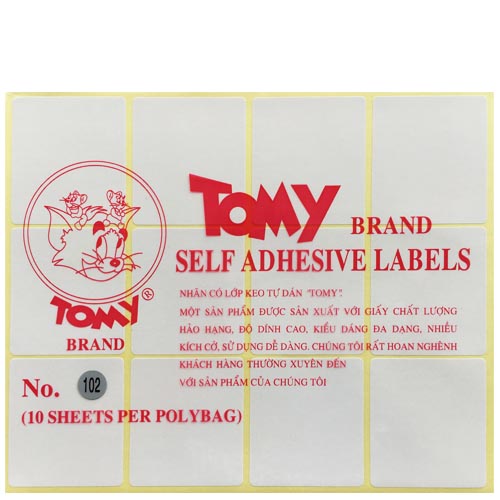 TOMY BRAND
SELF ADHESIVE LABELS
NHÃN CÓ LỚP KEO TỰ DÁN "TOMY".
MỘT SẢN PHẨM ĐƯỢC SẢN XUẤT VỚI GIẤY CHẤT LƯỢNG
HẢO HẠNG, ĐỘ DÍNH CAO, KIỂU DÁNG ĐA DẠNG, NHIỀU
KÍCH CỠ, SỬ DỤNG DỄ DÀNG. CHÚNG TÔI RẤT HOAN NGHÊNH
KHÁCH HÀNG THƯỜNG XUYÊN ĐẾN
VỚI SẢN PHẨM CỦA CHÚNG TÔI
TOMY®
BRAND
No. 102
(10 SHEETS PER POLYBAG)